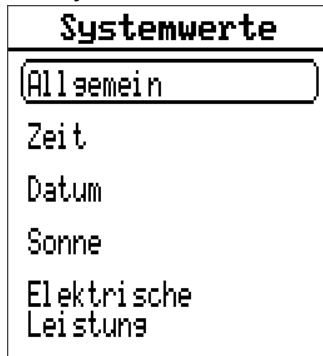 Systemwerte
Allgemein
Zeit
Datum
Sonne
Elektrische
Leistung